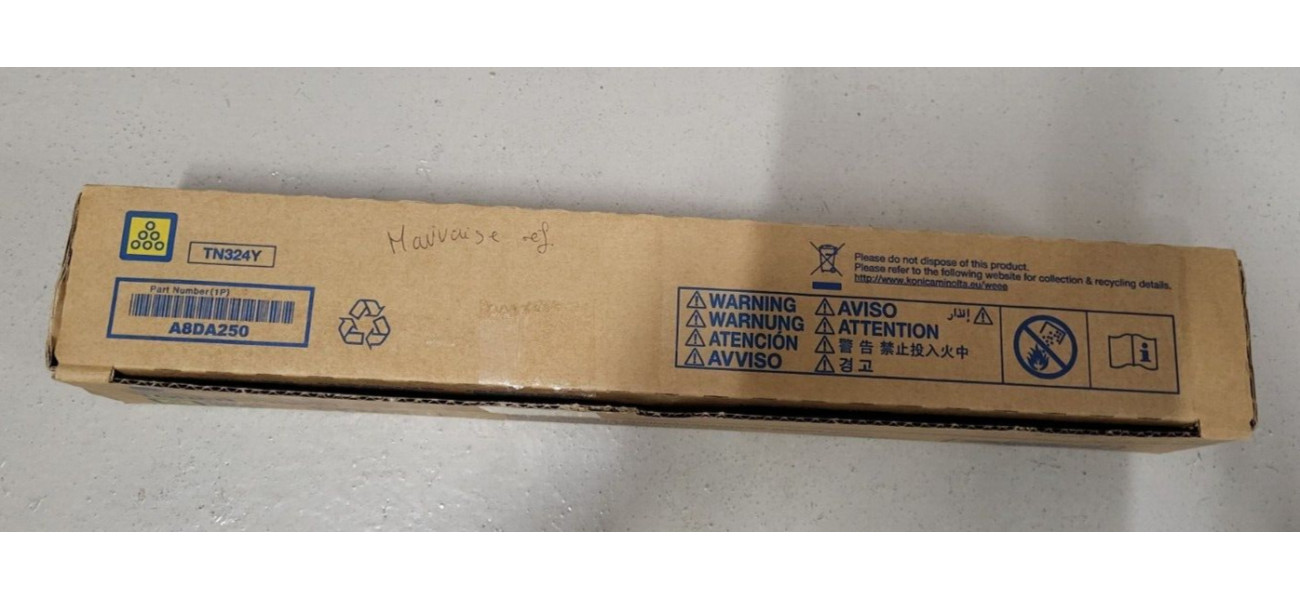 TN324Y
Part Number(1P)
A8DA250
Mauvaise ref.
Please do not dispose of this product.
Please refer to the following website for collection & recycling details.
http://www.konicaminolta.eu/weee
WARNING
WARNUNG
ATENCIÓN
AVVISO
AVISO
ATTENTION
警告 禁止投入火中
경고
إنذار